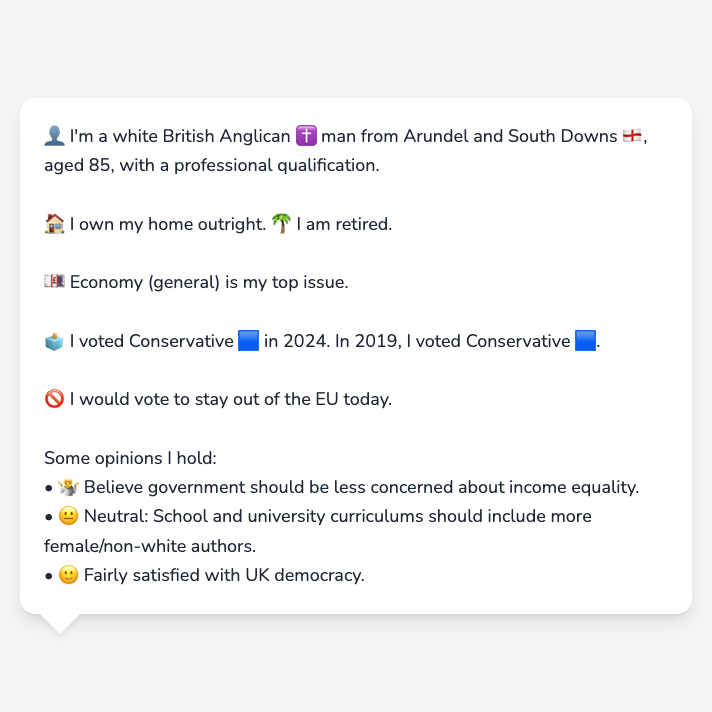 👤 I'm a white British Anglican ✝️ man from Arundel and South Downs 🏴󠁧󠁢󠁥󠁮󠁧󠁿,
aged 85, with a professional qualification.
🏠 I own my home outright. 🌴 I am retired.
💷 Economy (general) is my top issue.
🗳️ I voted Conservative 🟦 in 2024. In 2019, I voted Conservative 🟦.
🚫 I would vote to stay out of the EU today.
Some opinions I hold:
• 🤷 Believe government should be less concerned about income equality.
• 😐 Neutral: School and university curriculums should include more
female/non-white authors.
• 🙂 Fairly satisfied with UK democracy.